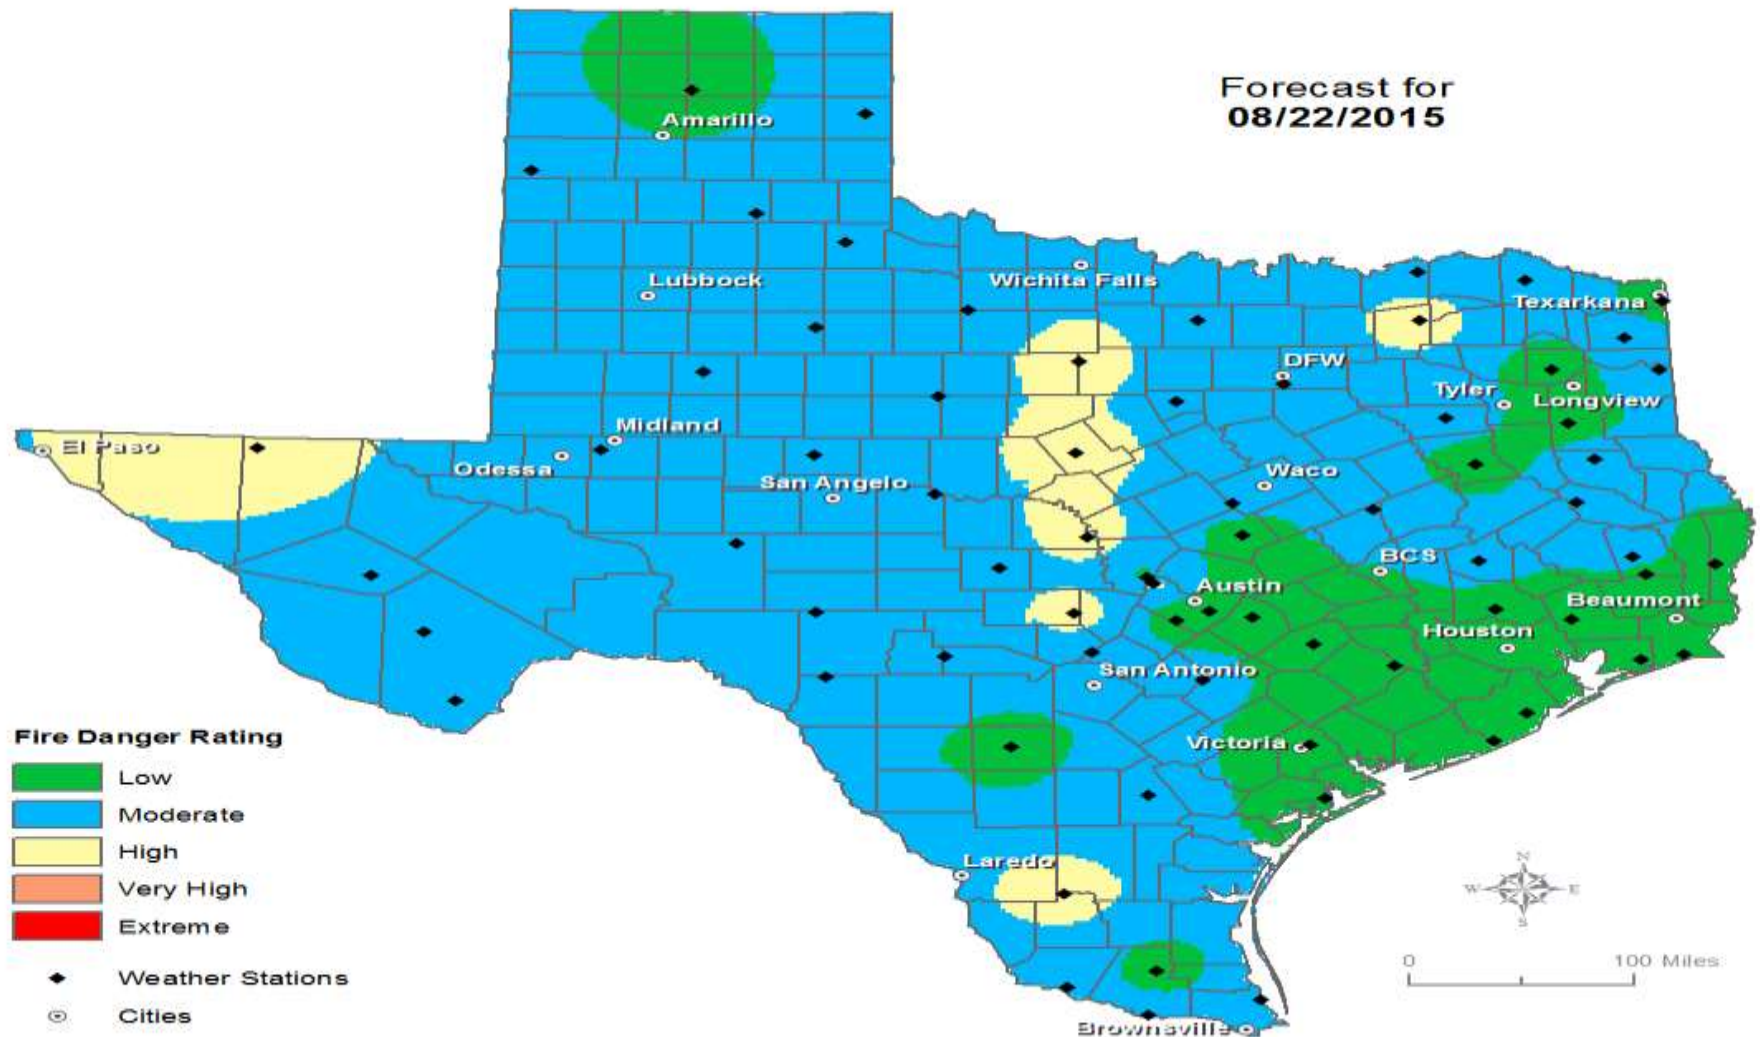 Forecast for
08/22/2015
Amarillo
Lubbock
Wichita Falls
Texarkana
DFW
Tyler
Longview
El Paso
Midland
Odessa
San Angelo
Waco
BCS
Austin
Beaumont
Houston
San Antonio
Victoria
Laredo
Brownsville
Fire Danger Rating
Low
Moderate
High
Very High
Extreme
Weather Stations
Cities
N
W E
S
0 100 Miles